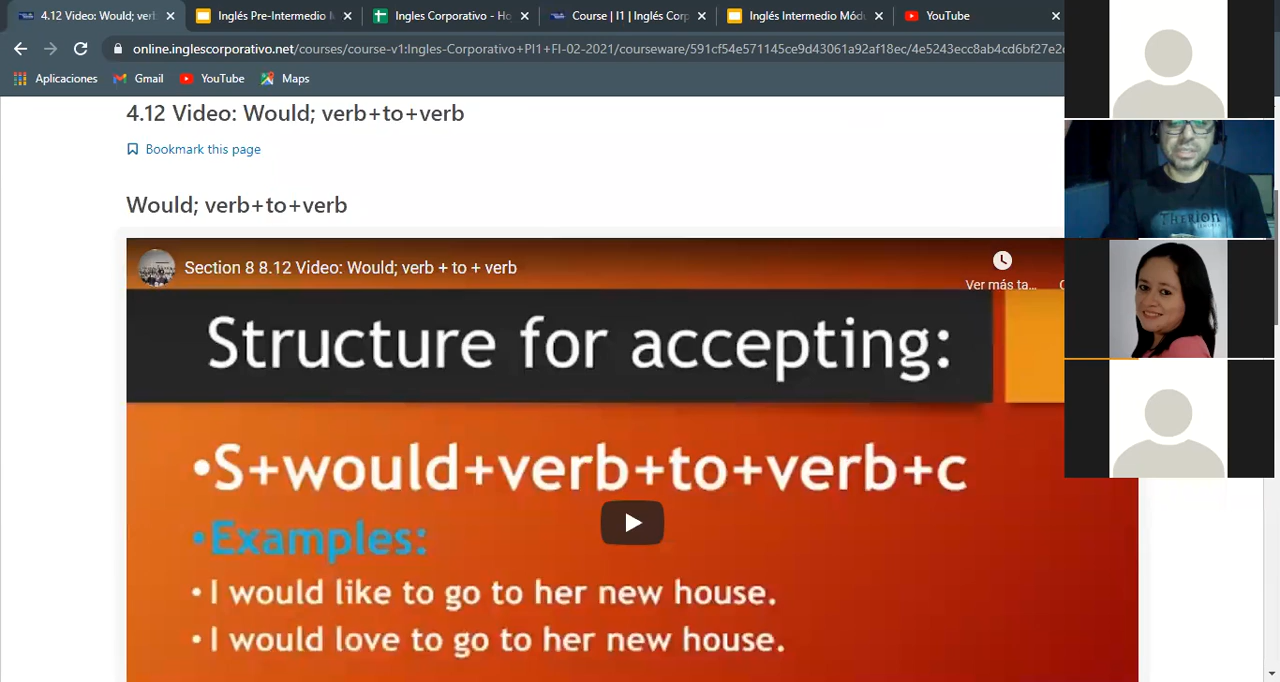 4.12 Video: Would; verb
Inglés Pre-Intermedio
Ingles Corporativo - Ho
Course | I1 | Inglés Corp
Inglés Intermedio Módu
YouTube
online.inglescorporativo.net/courses/course-v1:Ingles-Corporativo+PI1+FI-02-2021/courseware/591cf54e571145ce9d43061a92af18ec/4e5243ecc8ab4cd6bf27e2
Aplicaciones
Gmail
YouTube
Maps
4.12 Video: Would; verb+to+verb
Bookmark this page
Would; verb+to+verb
Section 8 8.12 Video: Would; verb + to + verb
Ver más ta...
Structure for accepting:
•S+would+verb+to+verb+c
•Examples:
• I would like to go to her new house.
• I would love to go to her new house.
THERION